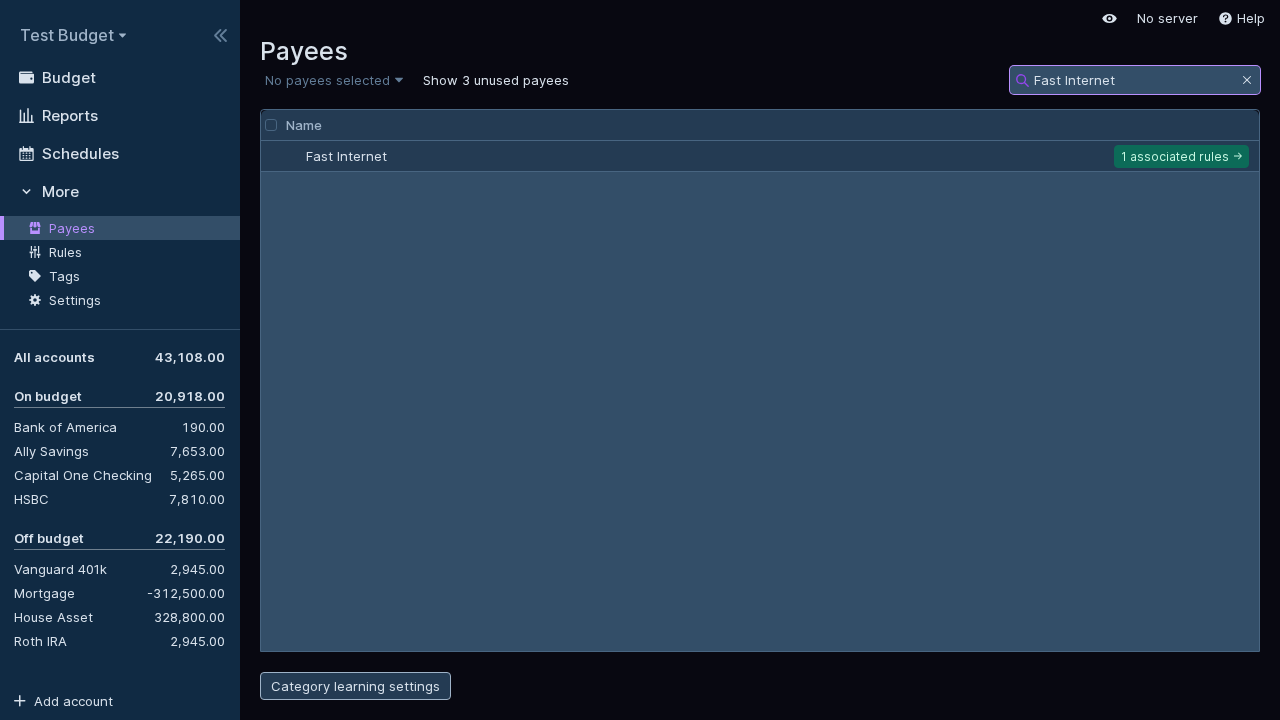 Test Budget
Budget
Reports
Schedules
More
Payees
Rules
Tags
Settings
All accounts 43,108.00
On budget 20,918.00
Bank of America 190.00
Ally Savings 7,653.00
Capital One Checking 5,265.00
HSBC 7,810.00
Off budget 22,190.00
Vanguard 401k 2,945.00
Mortgage -312,500.00
House Asset 328,800.00
Roth IRA 2,945.00
Add account
No server Help
Payees
No payees selected Show 3 unused payees Fast Internet
Name
Fast Internet 1 associated rules
Category learning settings